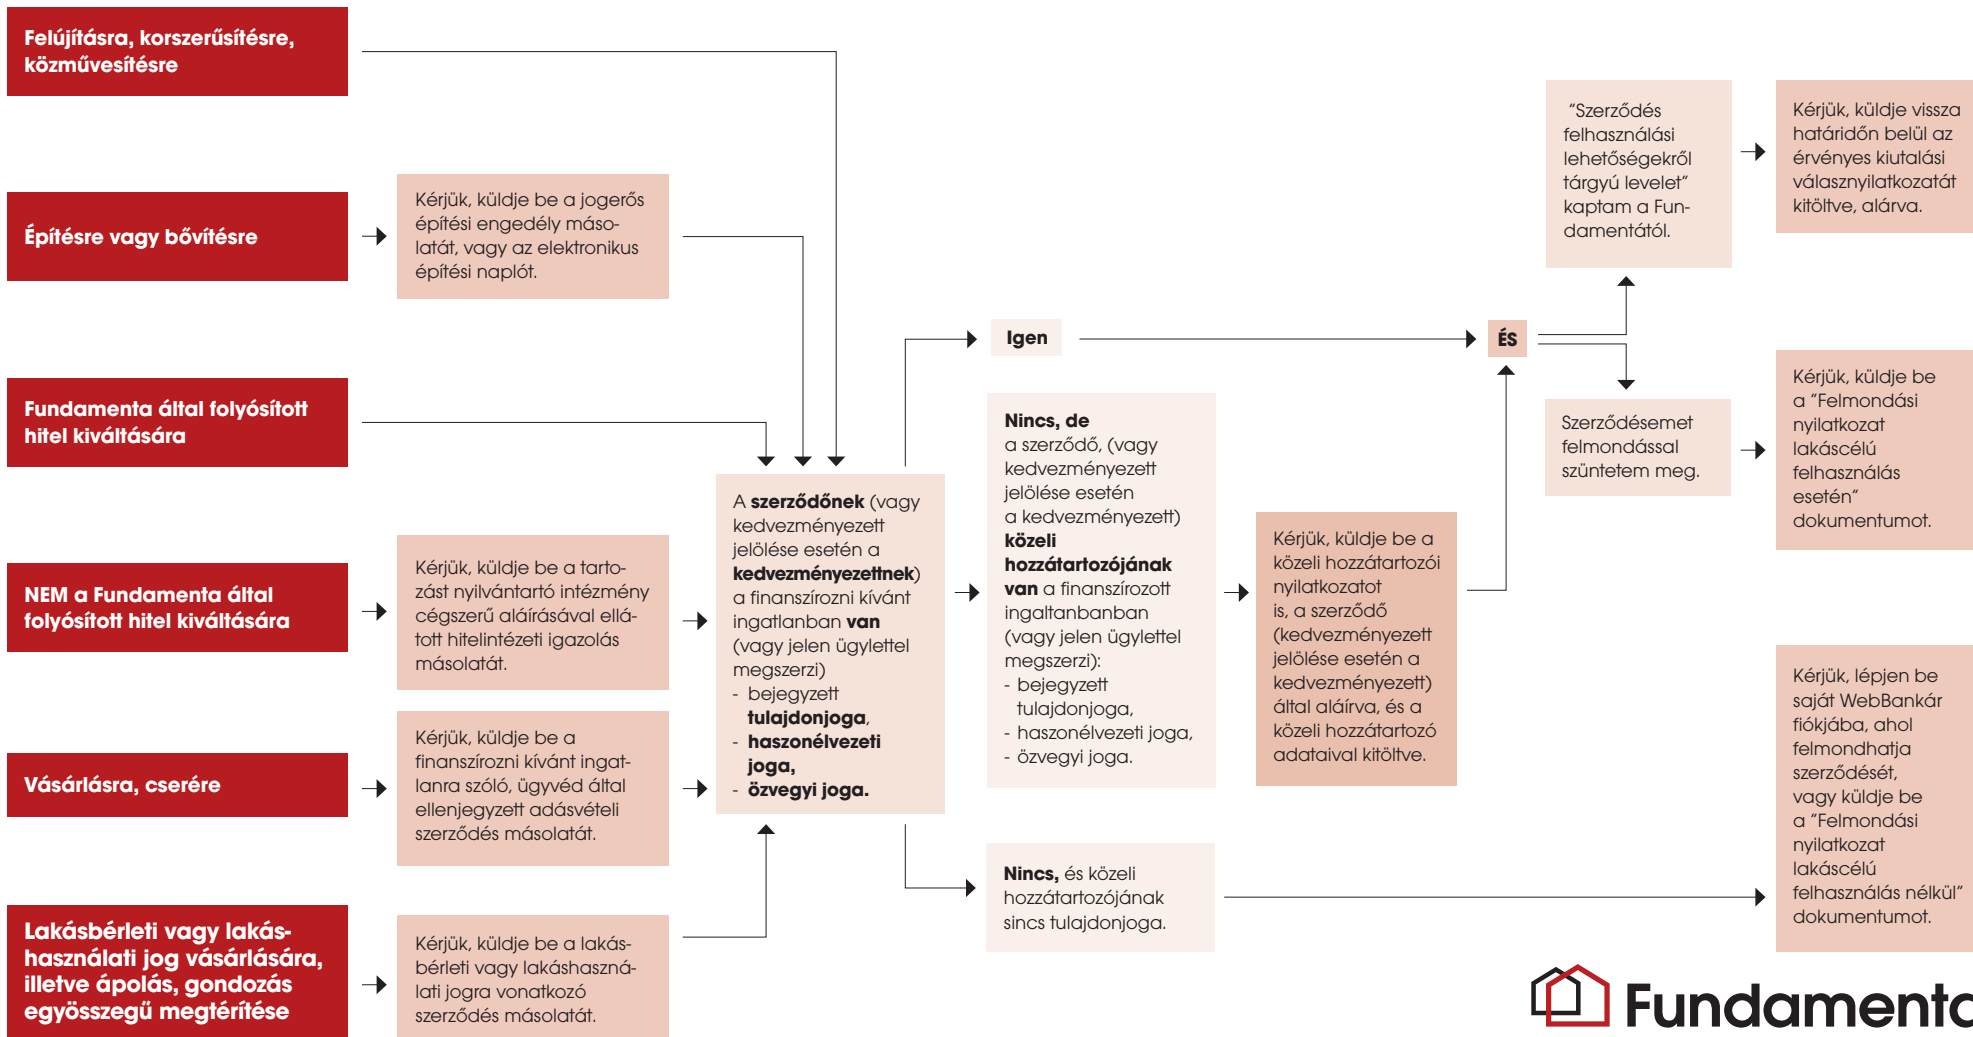 Felújításra, korszerűsítésre,
közművesítésre
Építésre vagy bővítésre
Kérjük, küldje be a jogerős
építési engedély máso-
latát, vagy az elektronikus
építési naplót.
Fundamenta által folyósított
hitel kiváltására
NEM a Fundamenta által
folyósított hitel kiváltására
Kérjük, küldje be a tarto-
zást nyilvántartó intézmény
cégszerű aláírásával ellá-
tott hitelintézeti igazolás
másolatát.
Vásárlásra, cserére
Kérjük, küldje be a
finanszírozni kívánt ingat-
lanra szóló, ügyvéd által
ellenjegyzett adásvételi
szerződés másolatát.
Lakásbérleti vagy lakás-
használati jog vásárlására,
illetve ápolás, gondozás
egyösszegű megtérítése
Kérjük, küldje be a lakás-
bérleti vagy lakáshaszná-
lati jogra vonatkozó
szerződés másolatát.
A szerződőnek (vagy
kedvezményezett
jelölése esetén a
kedvezményezettnek)
a finanszírozni kívánt
ingatlanban van
(vagy jelen ügylettel
megszerzi)
- bejegyzett
tulajdonjoga,
- haszonélvezeti
joga,
- özvegyi joga.
Igen
Nincs, de
a szerződő, (vagy
kedvezményezett
jelölése esetén
a kedvezményezett)
közeli
hozzátartozójának
van a finanszírozott
ingaltanbanban
(vagy jelen ügylettel
megszerzi):
- bejegyzett
tulajdonjoga,
- haszonélvezeti joga,
- özvegyi joga.
Nincs, és közeli
hozzátartozójának
sincs tulajdonjoga.
Kérjük, küldje be a
közeli hozzátartozói
nyilatkozatot
is, a szerződő
(kedvezményezett
jelölése esetén a
kedvezményezett)
által aláírva, és a
közeli hozzátartozó
adataival kitöltve.
ÉS
"Szerződés
felhasználási
lehetőségekről
tárgyú levelet"
kaptam a Fun-
damentától.
Kérjük, küldje vissza
határidőn belül az
érvényes kiutalási
válasznyilatkozatát
kitöltve, alárva.
Szerződésemet
felmondással
szüntetem meg.
Kérjük, küldje be
a "Felmondási
nyilatkozat
lakáscélú
felhasználás
esetén"
dokumentumot.
Kérjük, lépjen be
saját WebBankár
fiókjába, ahol
felmondhatja
szerződését,
vagy küldje be
a "Felmondási
nyilatkozat
lakáscélú
felhasználás nélkül"
dokumentumot.
Fundamenta